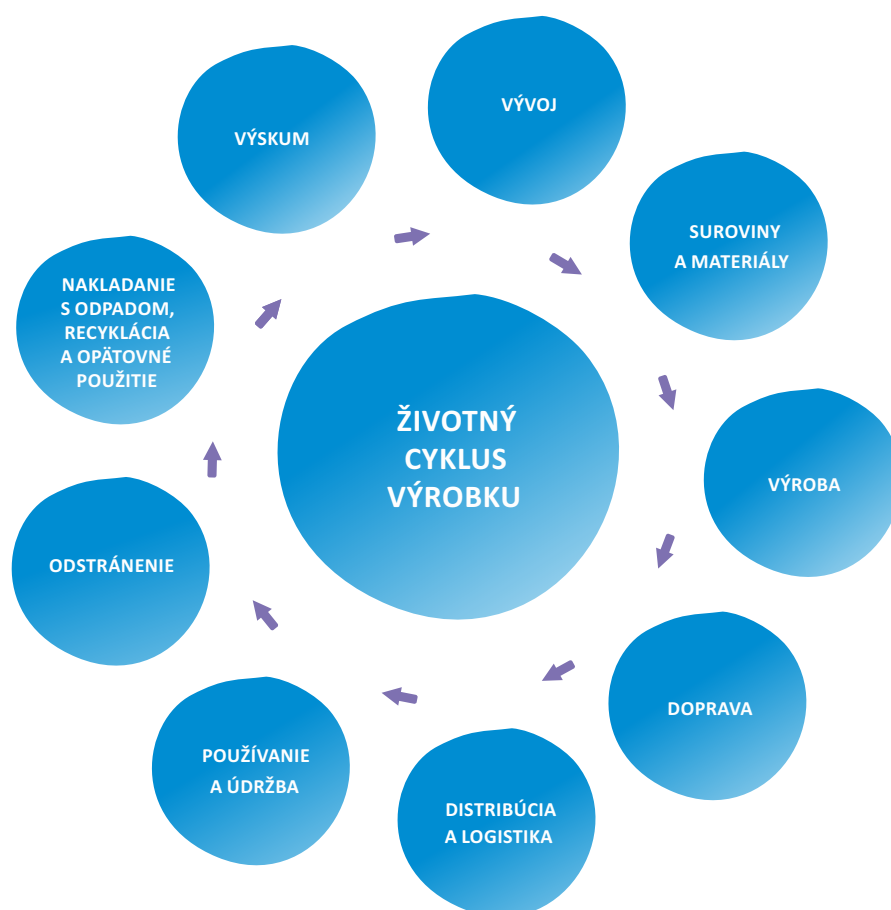 VÝSKUM
VÝVOJ
SUROVINY
A MATERIÁLY
VÝROBA
DOPRAVA
DISTRIBÚCIA
A LOGISTIKA
POUŽÍVANIE
A ÚDRŽBA
ODSTRÁNENIE
NAKLADANIE
S ODPADOM,
RECYKLÁCIA
A OPÄTOVNÉ
POUŽITIE
ŽIVOTNÝ
CYKLUS
VÝROBKU